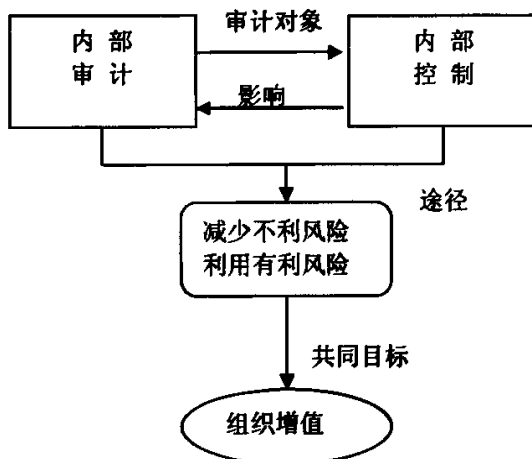 审计对象
内 部
审 计
内 部
控 制
影响
途径
减少不利风险
利用有利风险
共同目标
组织增值